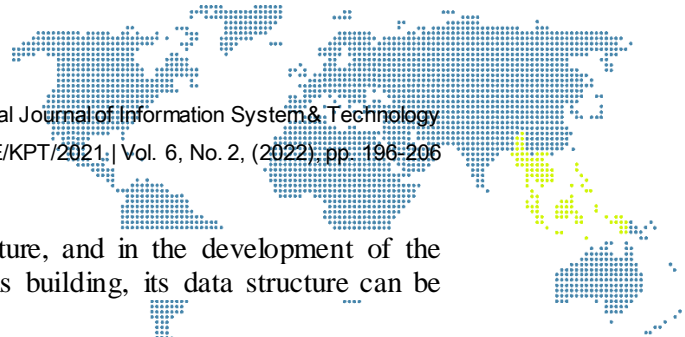 al Journal of Information System & Technology
E/KPT/2021 | Vol. 6, No. 2, (2022), pp. 196-206
ture, and in the development of the
s building, its data structure can be